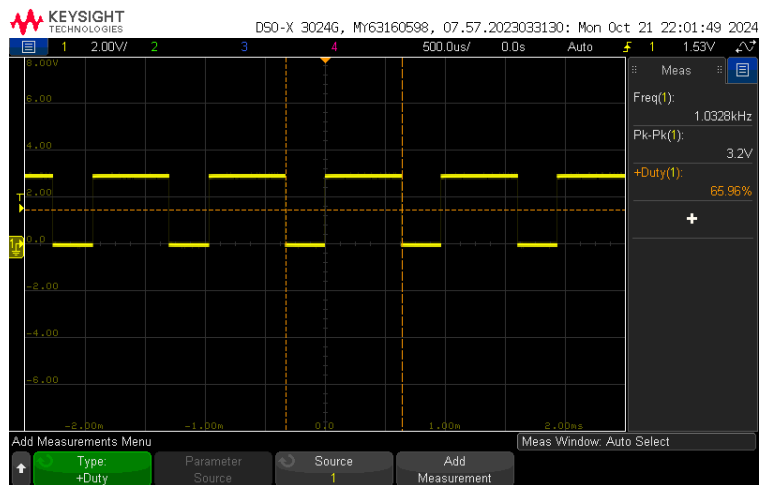 KEYSIGHT
TECHNOLOGIES
DSO-X 3024G, MY63160598, 07.57.2023033130: Mon Oct 21 22:01:49 2024
1 2.00V/ 2 3 4 500.0us/ 0.0s Auto 1 1.53V
8.00V
6.00
4.00
T 2.00
1 0.0
-2.00
-4.00
-6.00
-2.00m -1.00m 0.0 1.00m 2.00ms
Meas
Freq(1):
1.0328kHz
Pk-Pk(1):
3.2V
+Duty(1):
65.96%
+
Add Measurements Menu
Meas Window: Auto Select
Type:
+Duty
Parameter
Source
Source
1
Add
Measurement